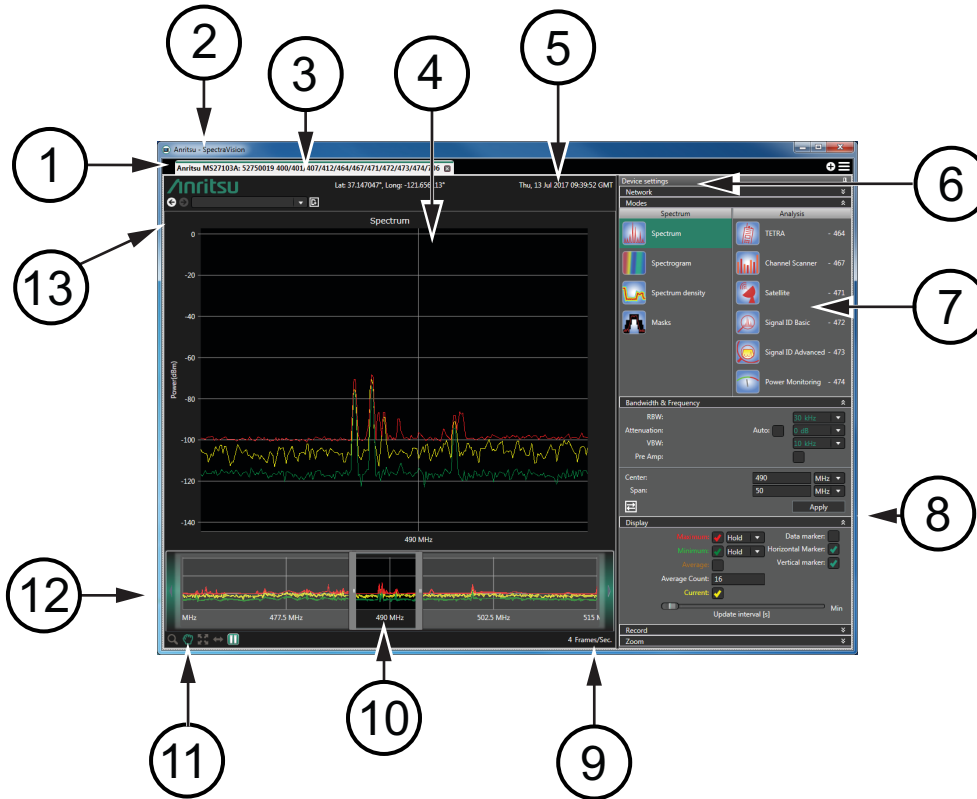 2
3
4
5
1
Anritsu - SpectraVision
Anritsu MS27103A: 52750019 400/401/407/412/464/467/471/472/473/474/706
/Inritsu
Lat: 37.147047°, Long: -121.656213°
Thu, 13 Jul 2017 09:39:52 GMT
Device settings
Network
Modes
6
Spectrum
Analysis
Spectrum
Spectrogram
Spectrum density
Masks
TETRA - 464
Channel Scanner - 467
Satellite - 471
Signal ID Basic - 472
Signal ID Advanced - 473
Power Monitoring - 474
7
13
Spectrum
Power[dBm]
0
-20
-40
-60
-80
-100
-120
-140
490 MHz
Bandwidth & Frequency
RBW: 30 kHz
Attenuation: Auto: 0 dB
VBW: 10 kHz
Pre Amp:
Center: 490 MHz
Span: 50 MHz
Apply
8
Display
Maximum: Hold Data marker:
Minimum: Hold Horizontal Marker:
Average: Vertical marker:
Average Count: 16
Current:
Min
Update interval [s]
Record
Zoom
12
MHz 477.5 MHz 490 MHz 502.5 MHz 515 M
4 Frames/Sec.
10
11
9